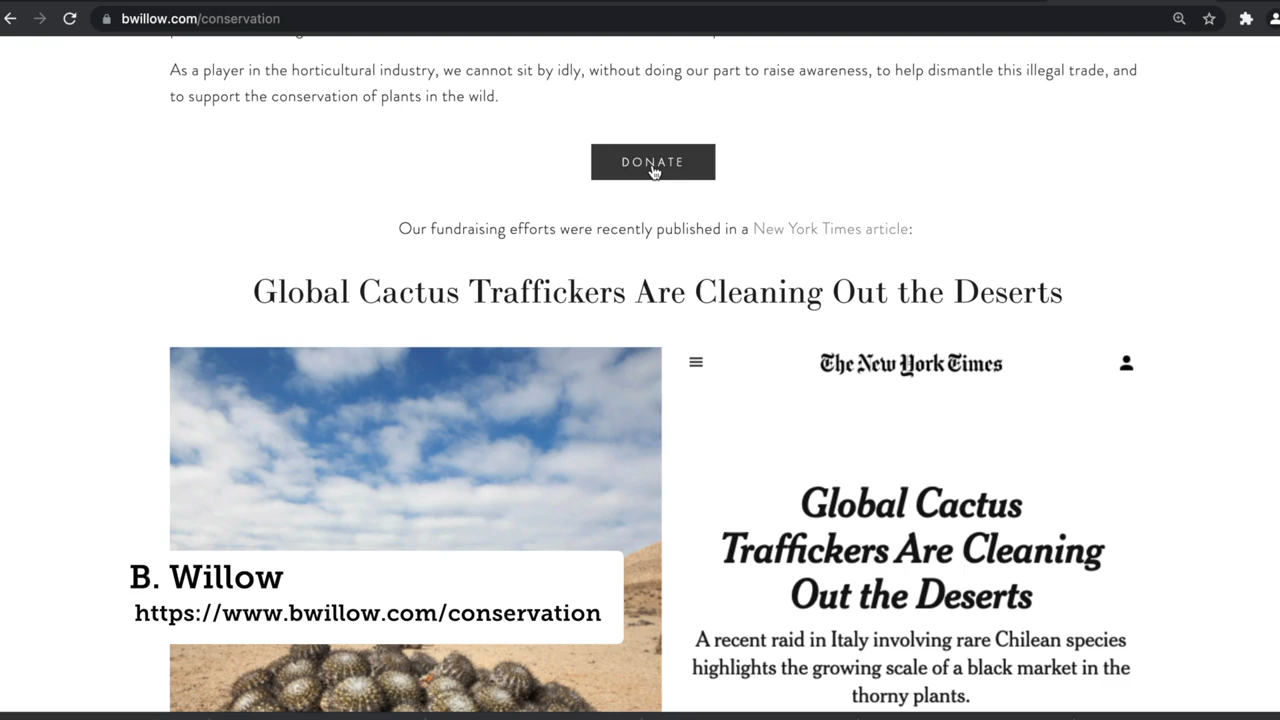 bwillow.com/conservation
As a player in the horticultural industry, we cannot sit by idly, without doing our part to raise awareness, to help dismantle this illegal trade, and
to support the conservation of plants in the wild.
DONATE
Our fundraising efforts were recently published in a New York Times article:
Global Cactus Traffickers Are Cleaning Out the Deserts
The New York Times
Global Cactus
Traffickers Are Cleaning
Out the Deserts
A recent raid in Italy involving rare Chilean species
highlights the growing scale of a black market in the
thorny plants.
B. Willow
https://www.bwillow.com/conservation